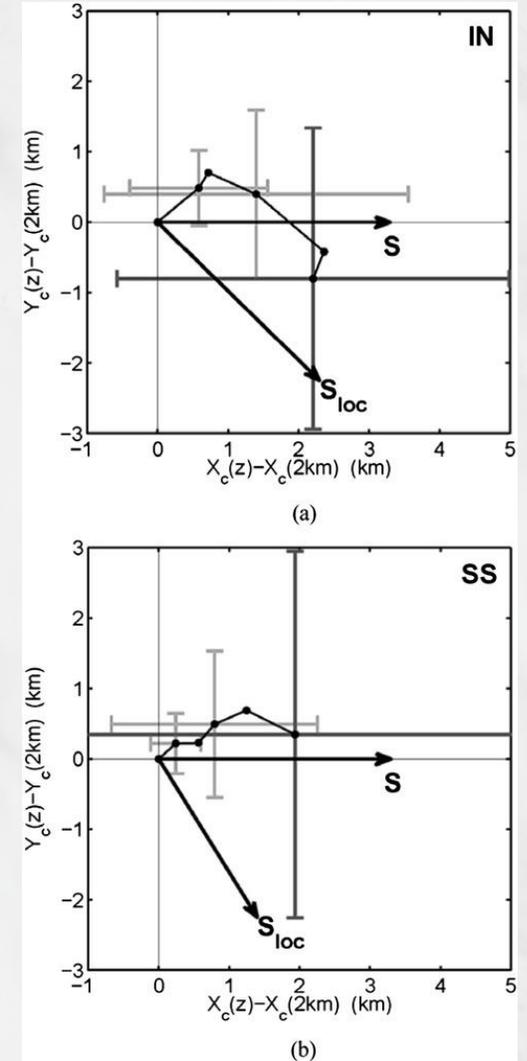 3
IN
2
1
0
S
−1
−2
S_loc
−3
−1 0 1 2 3 4 5
Y_c(z)−Y_c(2km) (km)
X_c(z)−X_c(2km) (km)
(a)
3
SS
2
1
0
S
−1
−2
S_loc
−3
−1 0 1 2 3 4 5
Y_c(z)−Y_c(2km) (km)
X_c(z)−X_c(2km) (km)
(b)